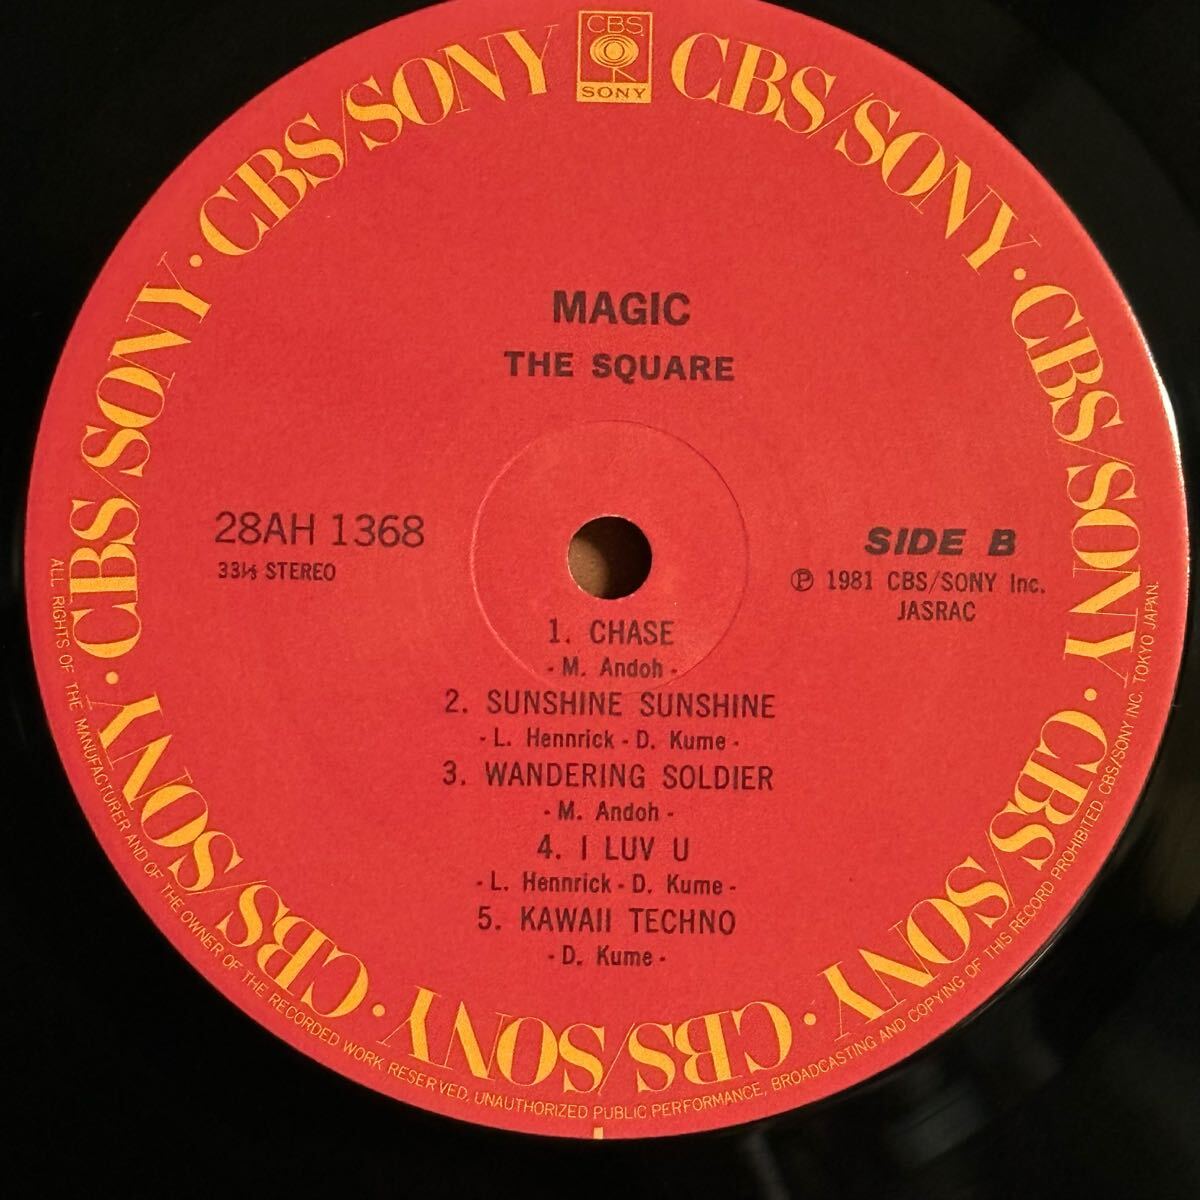 CBS
SONY
CBS/SONY · CBS/SONY · CBS/SONY · CBS/SONY · CBS/SONY · CBS/SONY · CBS/SONY · CBS/SONY · CBS/SONY
MAGIC
THE SQUARE
28AH 1368
33⅓ STEREO
SIDE B
Ⓟ 1981 CBS/SONY Inc.
JASRAC
1. CHASE
- M. Andoh -
2. SUNSHINE SUNSHINE
- L. Hennrick - D. Kume -
3. WANDERING SOLDIER
- M. Andoh -
4. I LUV U
- L. Hennrick - D. Kume -
5. KAWAII TECHNO
- D. Kume -
ALL RIGHTS OF THE MANUFACTURER AND OF THE OWNER OF THE RECORDED WORK RESERVED, UNAUTHORIZED PUBLIC PERFORMANCE, BROADCASTING AND COPYING OF THIS RECORD PROHIBITED. CBS/SONY INC. TOKYO JAPAN.